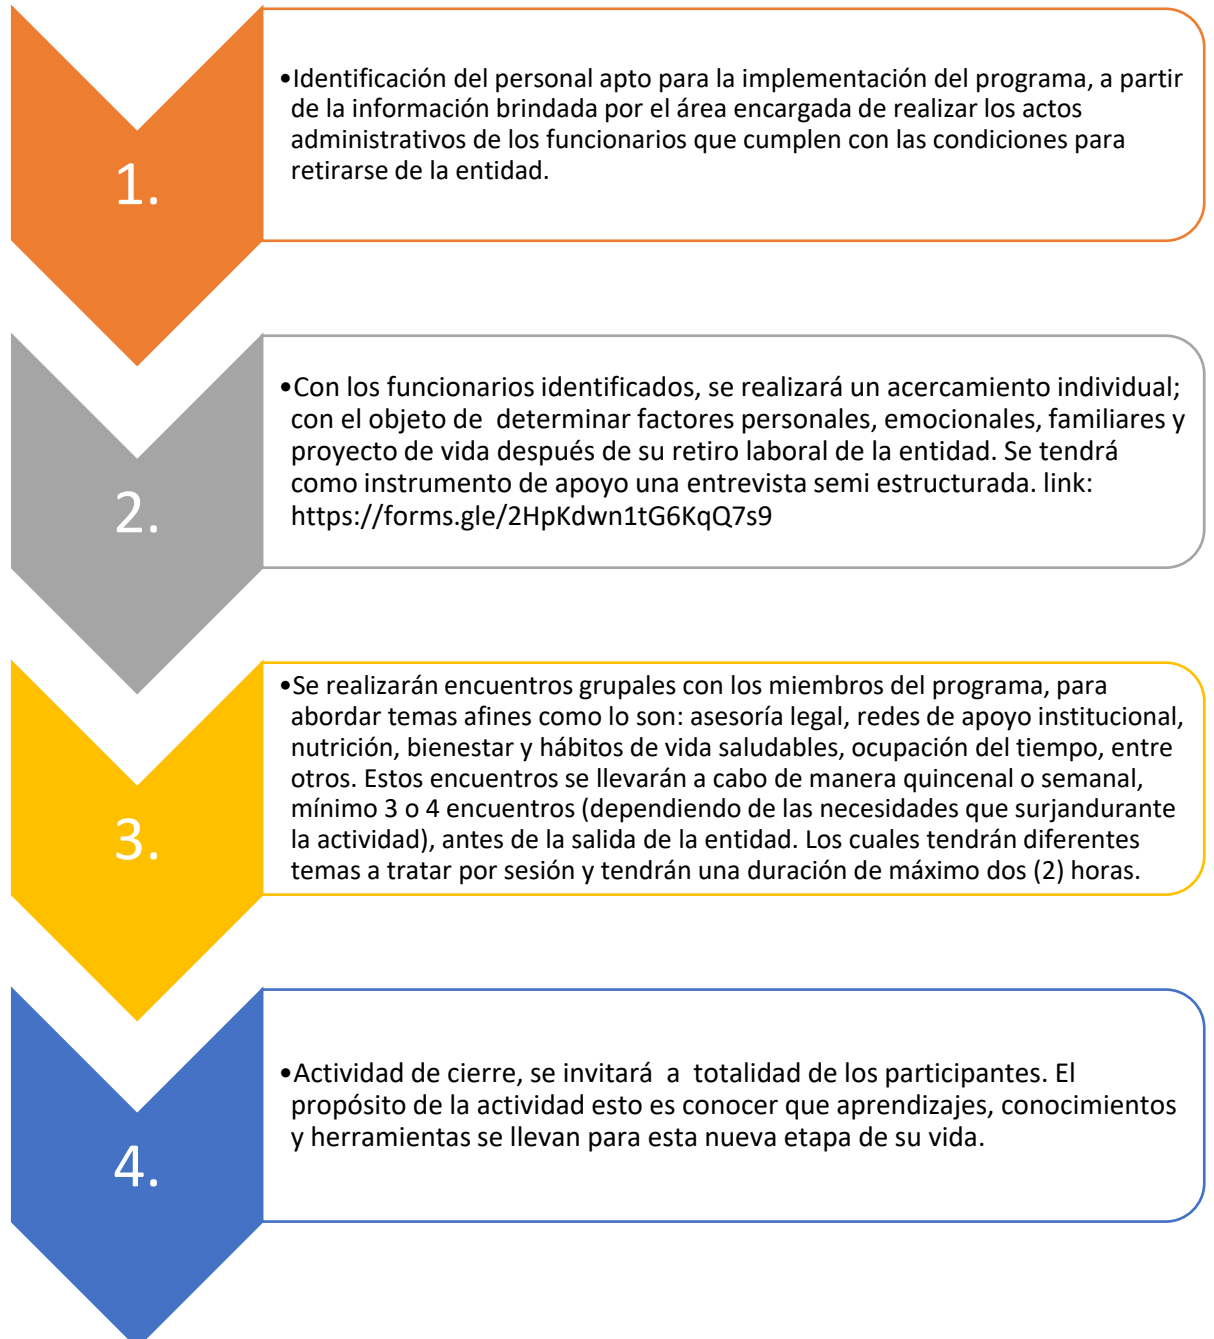 1.
•Identificación del personal apto para la implementación del programa, a partir
de la información brindada por el área encargada de realizar los actos
administrativos de los funcionarios que cumplen con las condiciones para
retirarse de la entidad.
2.
•Con los funcionarios identificados, se realizará un acercamiento individual;
con el objeto de  determinar factores personales, emocionales, familiares y
proyecto de vida después de su retiro laboral de la entidad. Se tendrá
como instrumento de apoyo una entrevista semi estructurada. link:
https://forms.gle/2HpKdwn1tG6KqQ7s9
3.
•Se realizarán encuentros grupales con los miembros del programa, para
abordar temas afines como lo son: asesoría legal, redes de apoyo institucional,
nutrición, bienestar y hábitos de vida saludables, ocupación del tiempo, entre
otros. Estos encuentros se llevarán a cabo de manera quincenal o semanal,
mínimo 3 o 4 encuentros (dependiendo de las necesidades que surjandurante
la actividad), antes de la salida de la entidad. Los cuales tendrán diferentes
temas a tratar por sesión y tendrán una duración de máximo dos (2) horas.
4.
•Actividad de cierre, se invitará  a  totalidad de los participantes. El
propósito de la actividad esto es conocer que aprendizajes, conocimientos
y herramientas se llevan para esta nueva etapa de su vida.